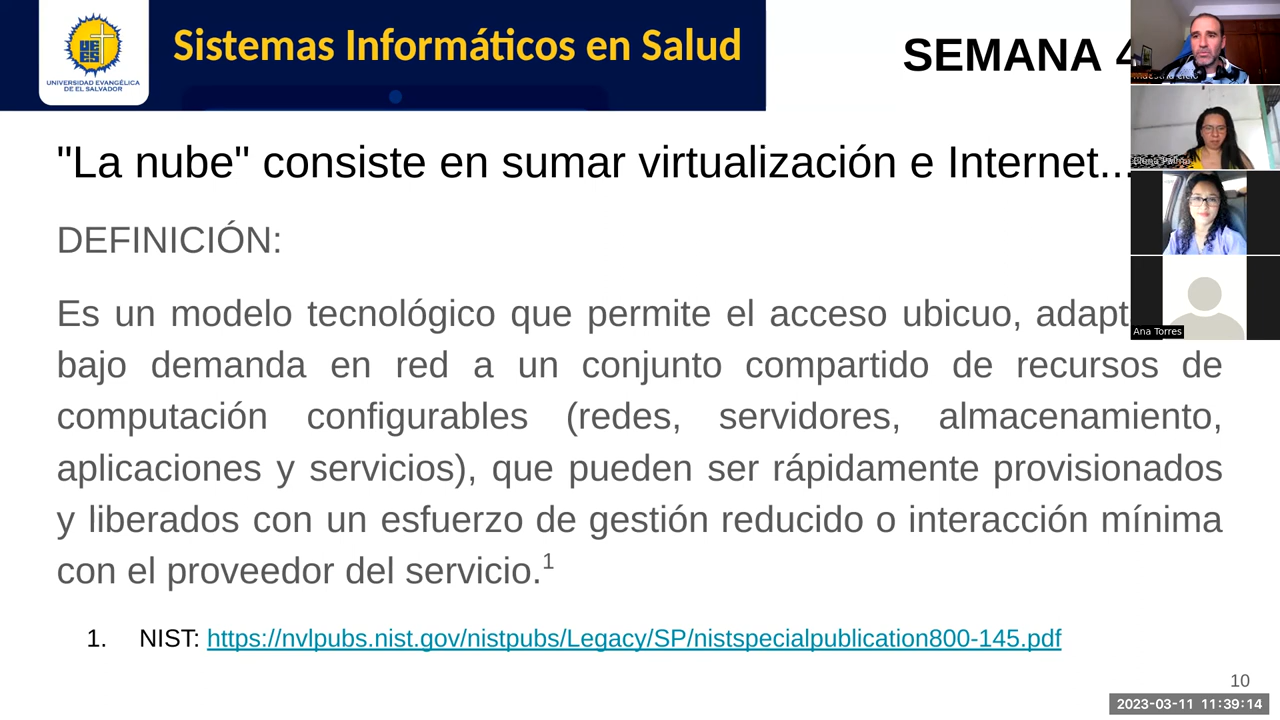 Sistemas Informáticos en Salud
UNIVERSIDAD EVANGÉLICA
DE EL SALVADOR
SEMANA 4
"La nube" consiste en sumar virtualización e Internet...
DEFINICIÓN:
Es un modelo tecnológico que permite el acceso ubicuo, adapt
bajo demanda en red a un conjunto compartido de recursos de
computación configurables (redes, servidores, almacenamiento,
aplicaciones y servicios), que pueden ser rápidamente provisionados
y liberados con un esfuerzo de gestión reducido o interacción mínima
con el proveedor del servicio.1
1. NIST: https://nvlpubs.nist.gov/nistpubs/Legacy/SP/nistspecialpublication800-145.pdf
Ana Torres
10
2023-03-11 11:39:14